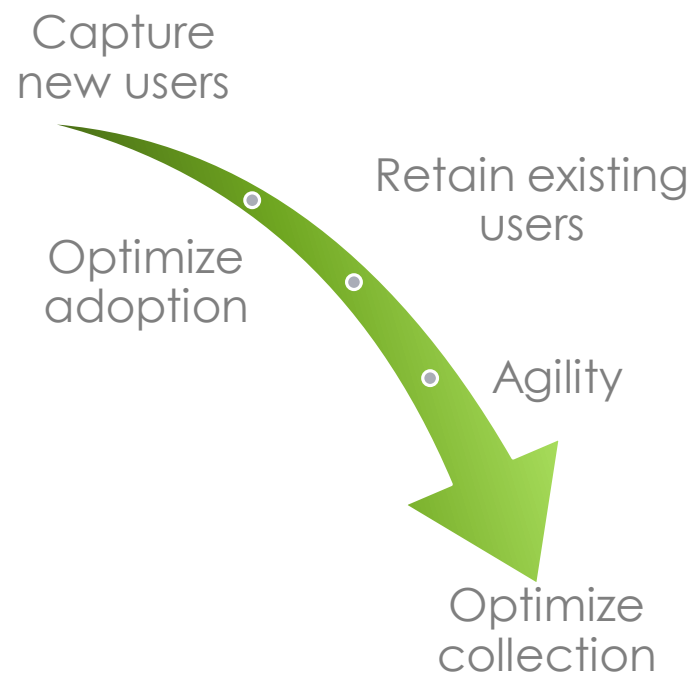 Capture
new users
Retain existing
users
Optimize
adoption
Agility
Optimize
collection